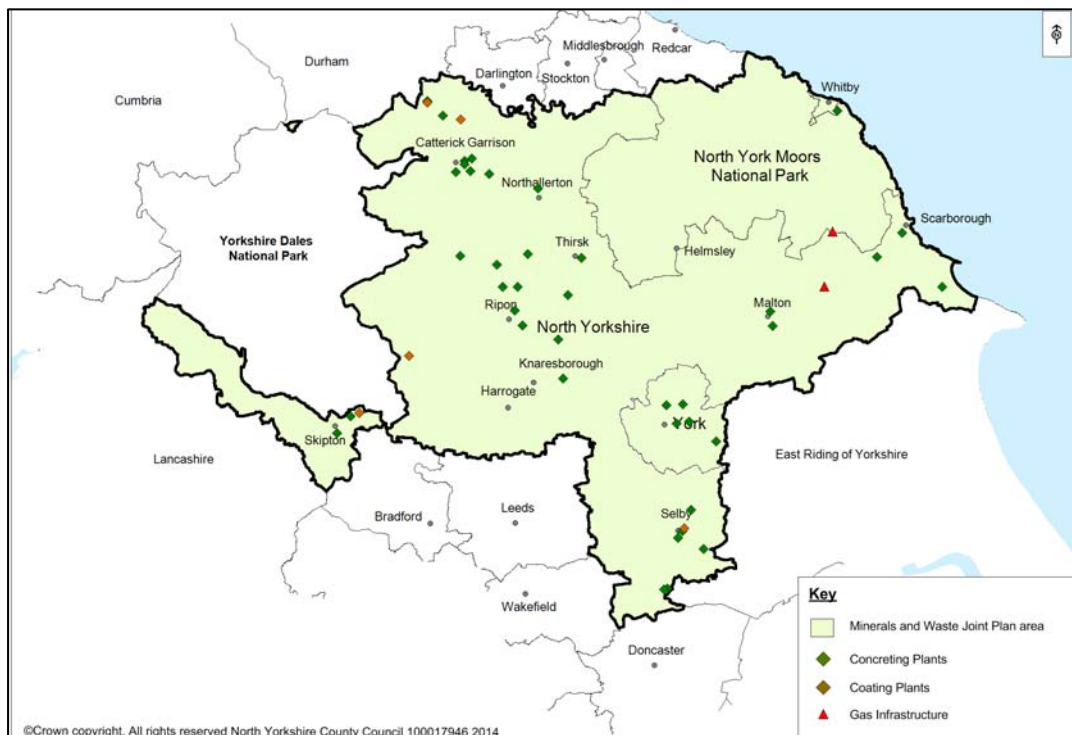 Middlesbrough
Redcar
Durham
Darlington
Stockton
Cumbria
Whitby
Catterick Garrison
North York Moors
National Park
Northallerton
Scarborough
Yorkshire Dales
National Park
Thirsk
Helmsley
Ripon
North Yorkshire
Malton
Knaresborough
Harrogate
York
Skipton
Lancashire
East Riding of Yorkshire
Bradford
Leeds
Selby
Wakefield
Doncaster
Key
Minerals and Waste Joint Plan area
Concreting Plants
Coating Plants
Gas Infrastructure
©Crown copyright. All rights reserved North Yorkshire County Council 100017946 2014